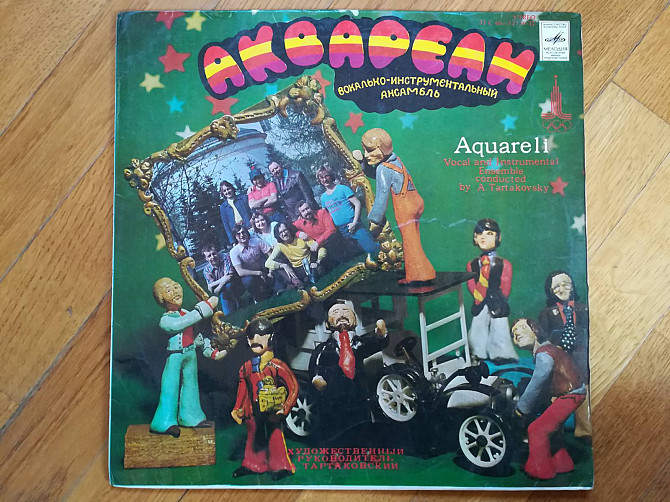 АКВАРЕЛИ
ВОКАЛЬНО-ИНСТРУМЕНТАЛЬНЫЙ
АНСАМБЛЬ
МЕЛОДИЯ
Aquareli
Vocal and Instrumental
Ensemble
conducted
by A. Tartakovsky
ХУДОЖЕСТВЕННЫЙ
РУКОВОДИТЕЛЬ
А. ТАРТАКОВСКИЙ